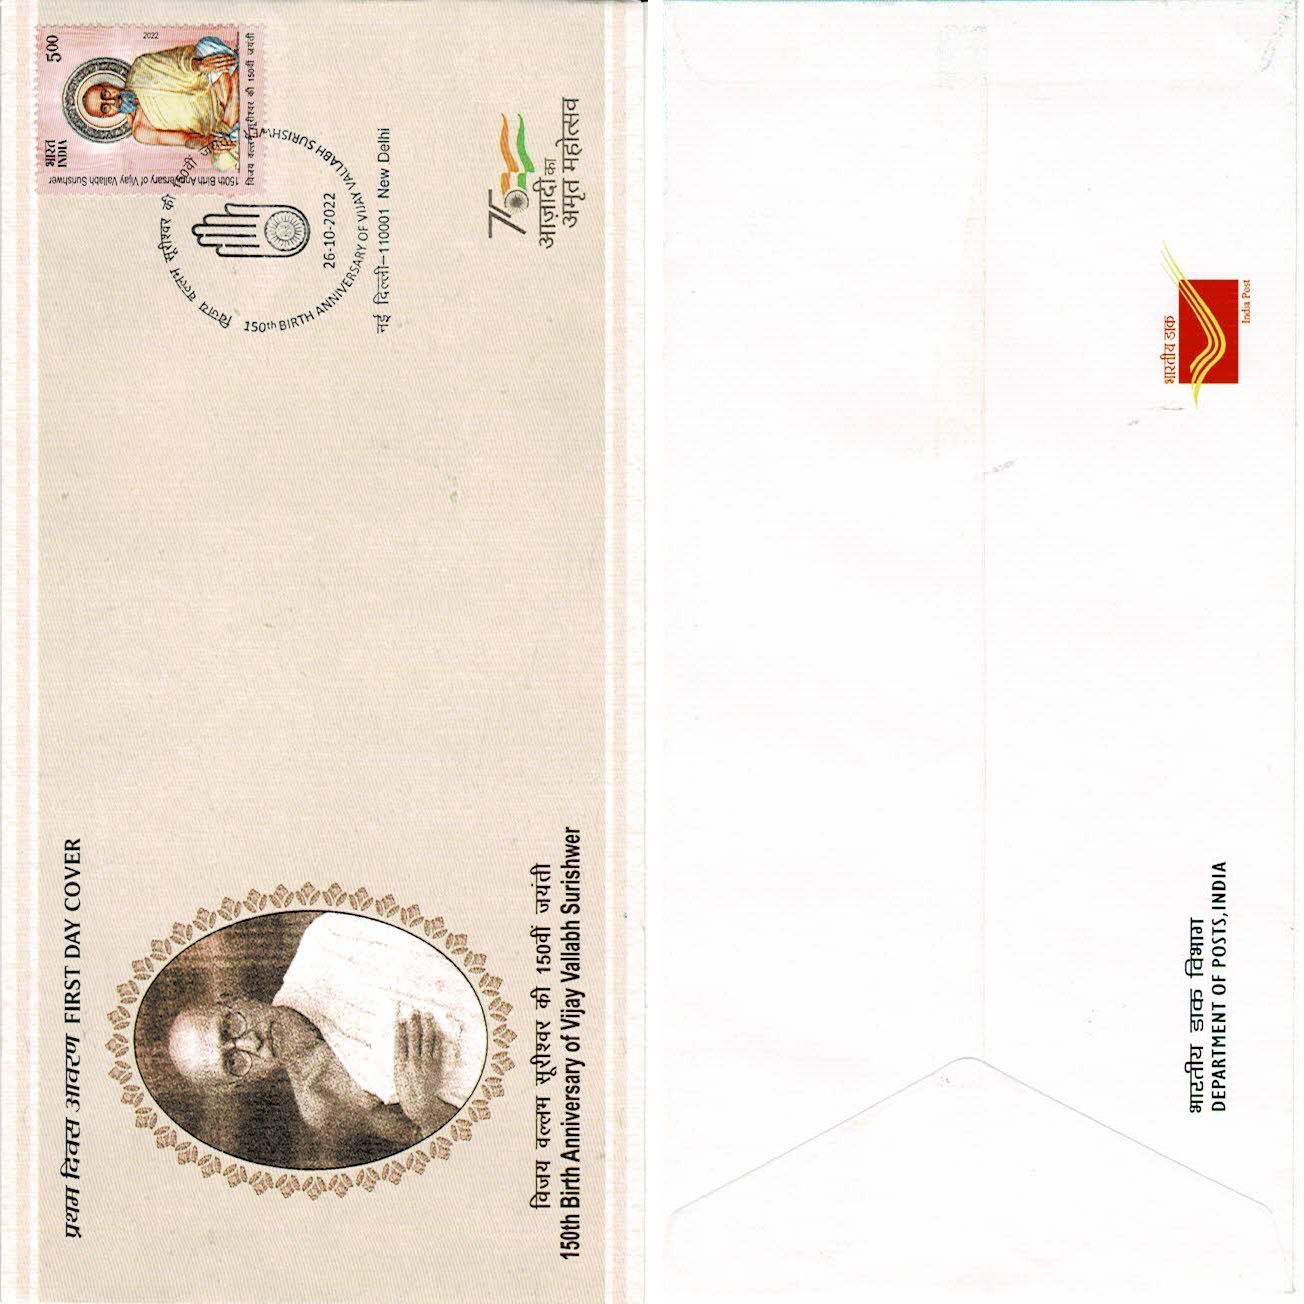 प्रथम दिवस आवरण FIRST DAY COVER
भारत
INDIA
5.00
150th Birth Anniversary of Vijay Vallabh Surishwer
2022
विजय वल्लभ सूरीश्वर की 150वीं जयंती
विजय वल्लभ सूरीश्वर की 150वीं जयंती
150th BIRTH ANNIVERSARY OF VIJAY VALLABH SURISHWER
26-10-2022
नई दिल्ली-110001 New Delhi
विजय वल्लभ सूरीश्वर की 150वीं जयंती
150th Birth Anniversary of Vijay Vallabh Surishwer
75
आज़ादी का
अमृत महोत्सव
भारतीय डाक विभाग
DEPARTMENT OF POSTS, INDIA
भारतीय डाक
India Post